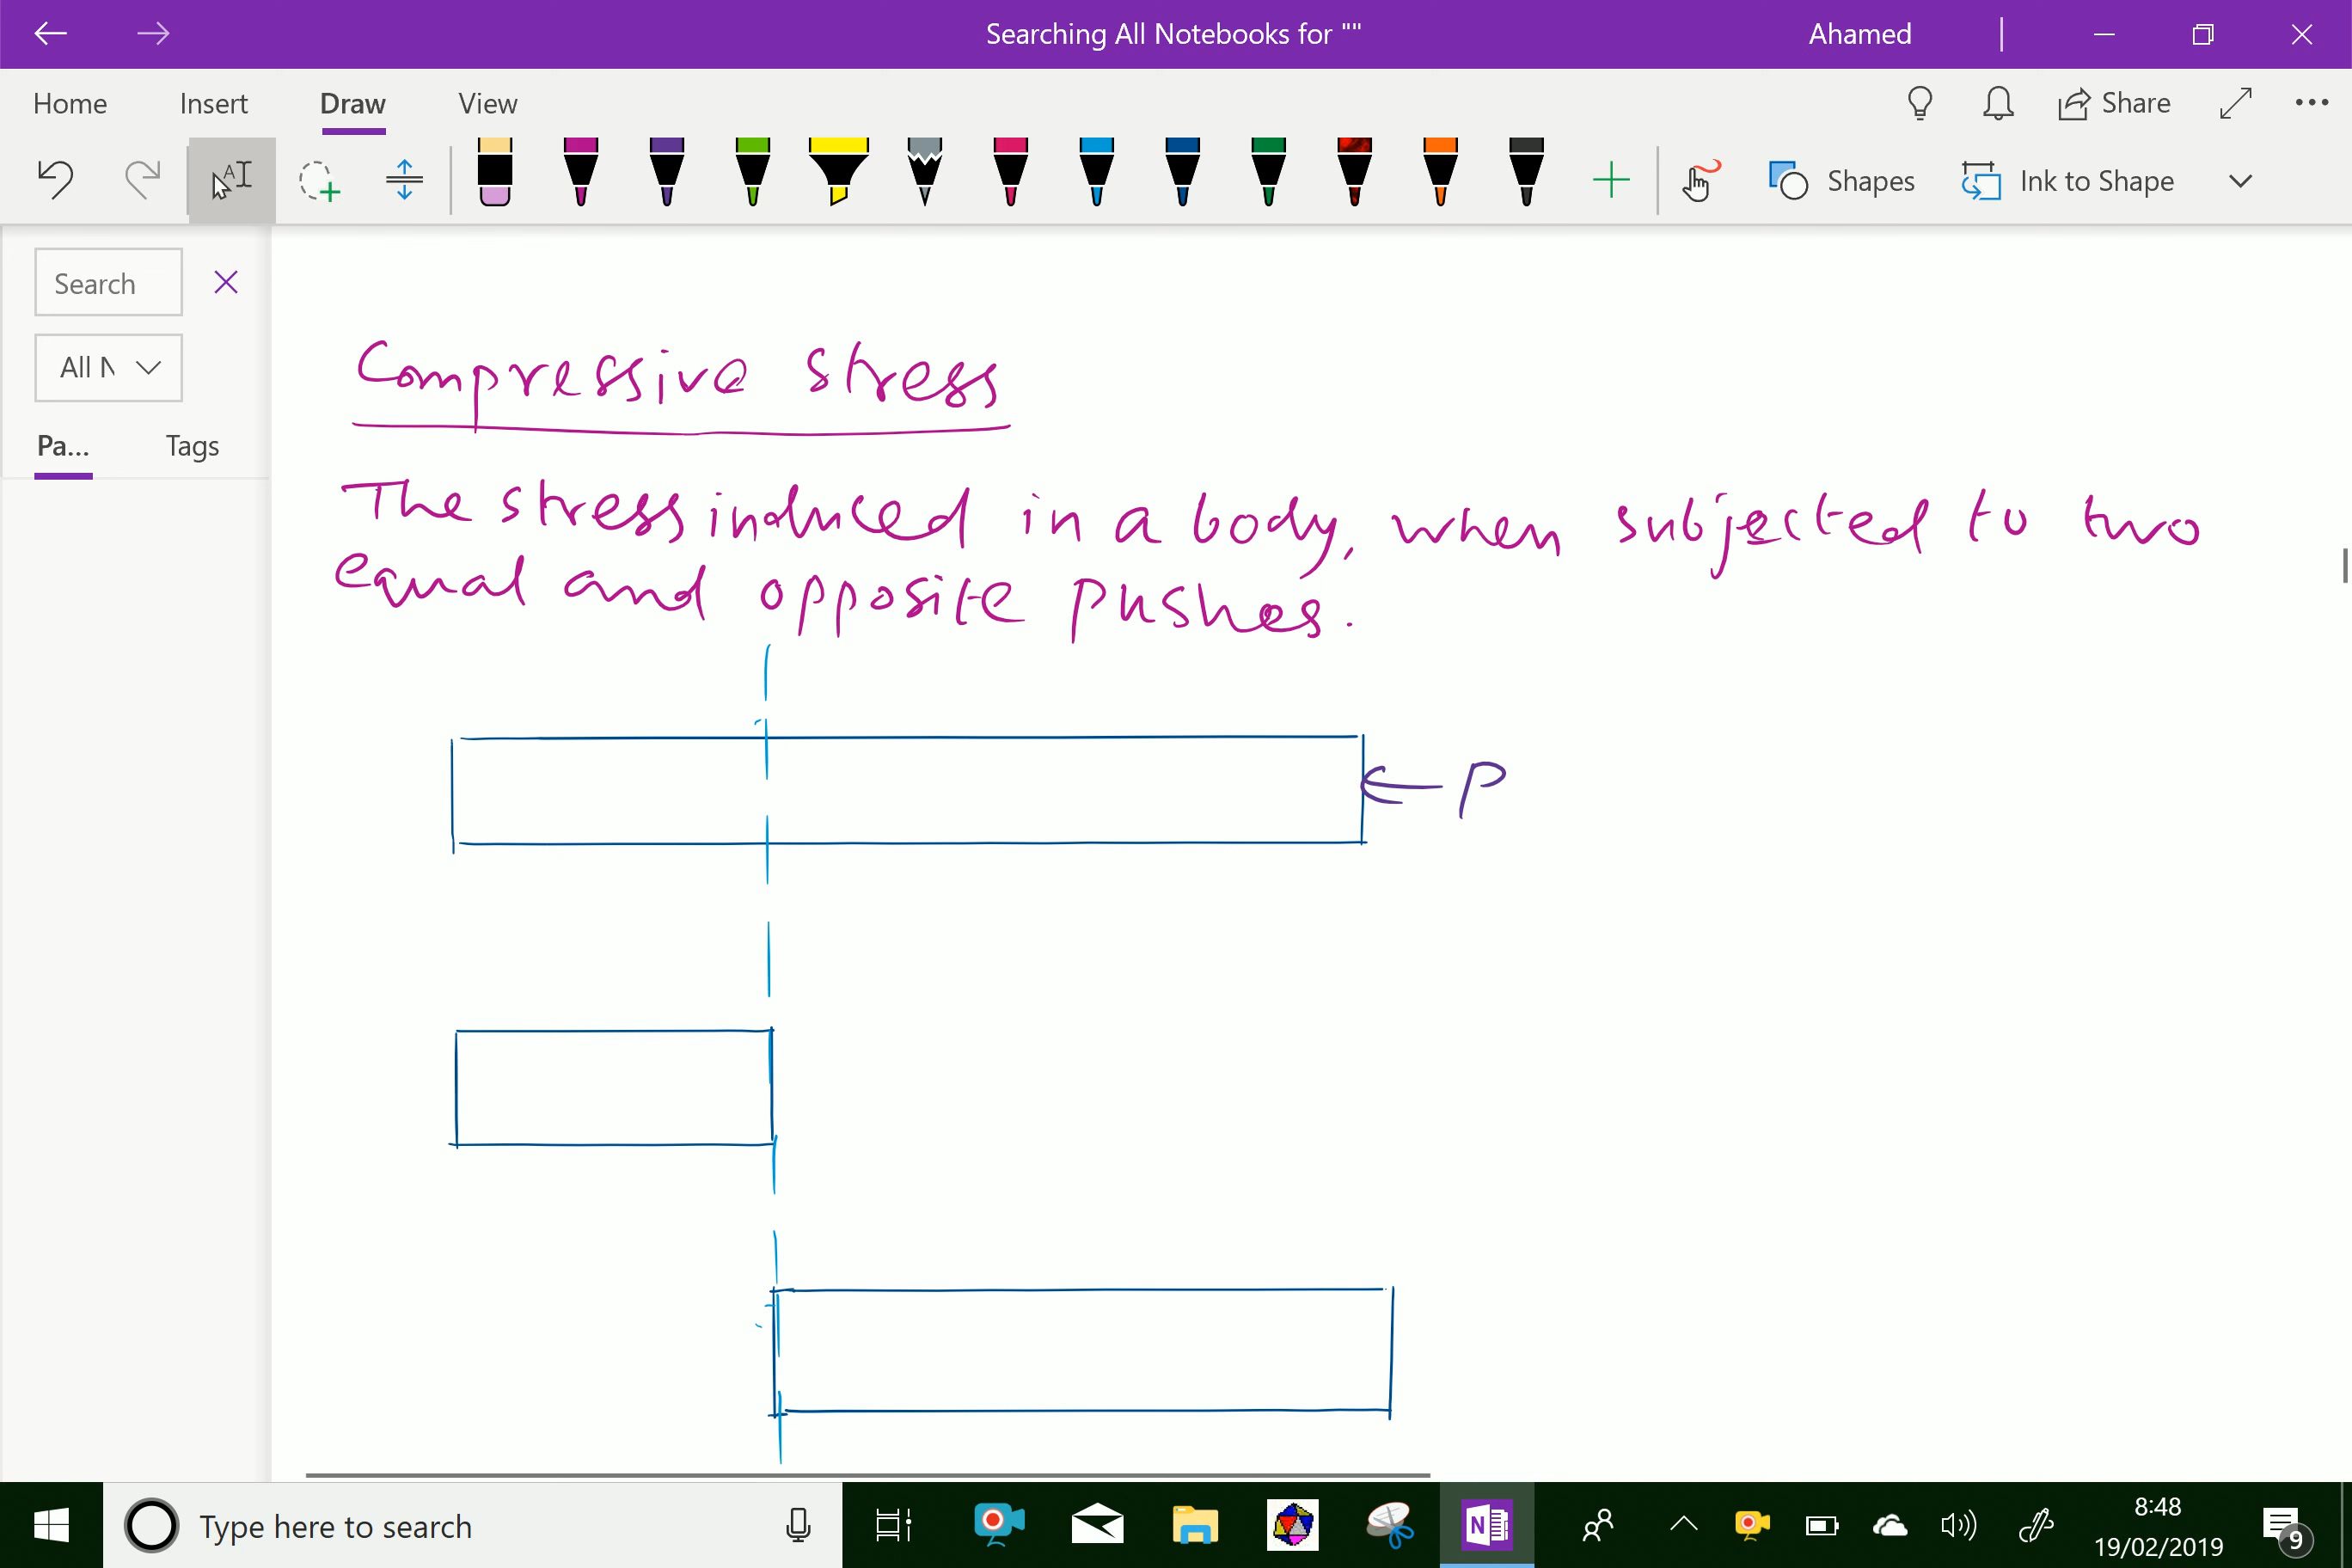 Searching All Notebooks for ""
Ahamed
Home Insert Draw View
Share
Shapes
Ink to Shape
Search
All N
Pa... Tags
Compressive stress
The stress induced in a body, when subjected to two
equal and opposite pushes.
P
Type here to search
8:48
19/02/2019
9